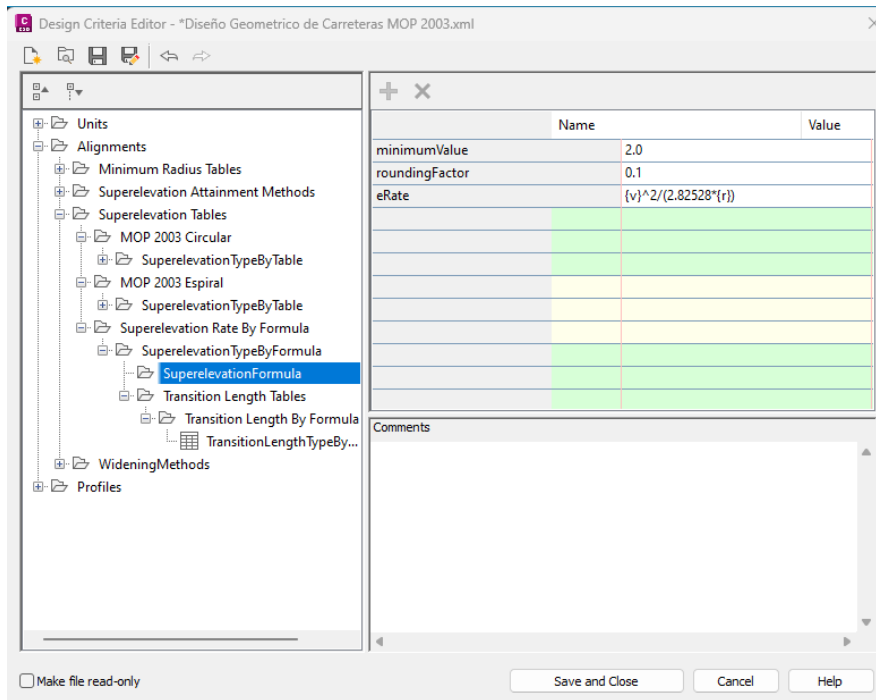 Design Criteria Editor - *Diseño Geometrico de Carreteras MOP 2003.xml
Units
Alignments
Minimum Radius Tables
Superelevation Attainment Methods
Superelevation Tables
MOP 2003 Circular
SuperelevationTypeByTable
MOP 2003 Espiral
SuperelevationTypeByTable
Superelevation Rate By Formula
SuperelevationTypeByFormula
SuperelevationFormula
Transition Length Tables
Transition Length By Formula
TransitionLengthTypeBy...
WideningMethods
Profiles
Name Value
minimumValue 2.0
roundingFactor 0.1
eRate {v}^2/(2.82528*{r})
Comments
Make file read-only
Save and Close Cancel Help